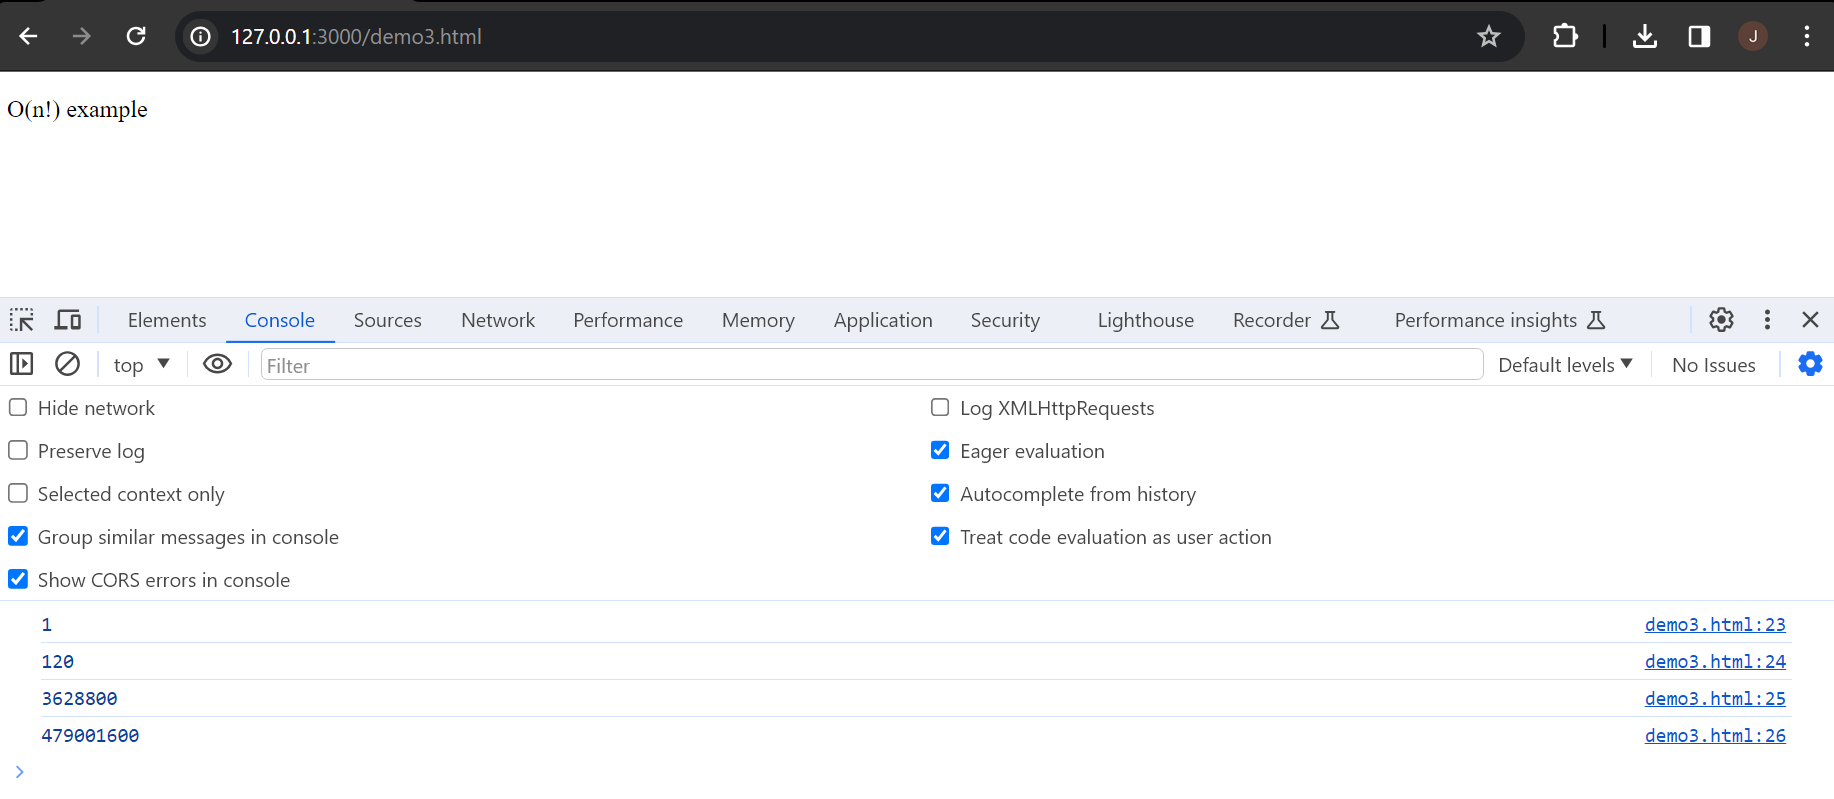 127.0.0.1:3000/demo3.html
J
O(n!) example
Elements Console Sources Network Performance Memory Application Security Lighthouse Recorder Performance insights
top Filter Default levels No Issues
Hide network Log XMLHttpRequests
Preserve log Eager evaluation
Selected context only Autocomplete from history
Group similar messages in console Treat code evaluation as user action
Show CORS errors in console
1 demo3.html:23
120 demo3.html:24
3628800 demo3.html:25
479001600 demo3.html:26